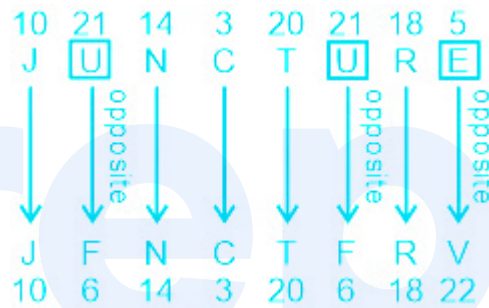 10 21 14 3 20 21 18 5
J U N C T U R E
opposite opposite opposite
J F N C T F R V
10 6 14 3 20 6 18 22